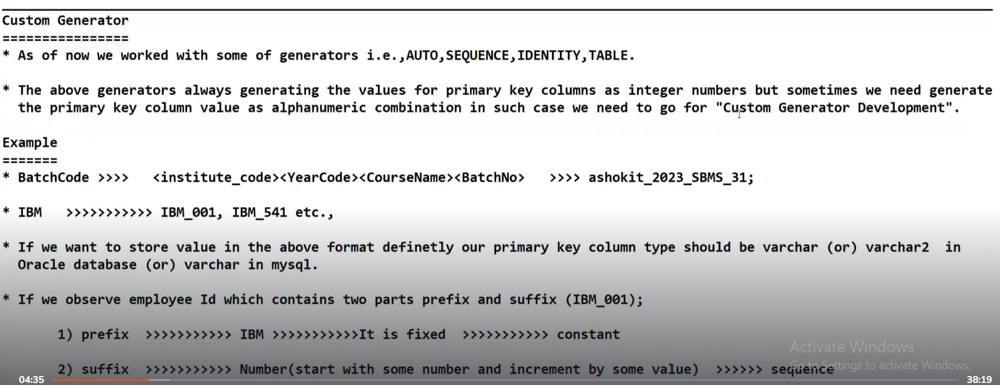 Custom Generator
================
* As of now we worked with some of generators i.e.,AUTO,SEQUENCE,IDENTITY,TABLE.
* The above generators always generating the values for primary key columns as integer numbers but sometimes we need generate
the primary key column value as alphanumeric combination in such case we need to go for "Custom Generator Development".
Example
=======
* BatchCode >>>> <institute_code><YearCode><CourseName><BatchNo> >>>> ashokit_2023_SBMS_31;
* IBM >>>>>>>>>>> IBM_001, IBM_541 etc.,
* If we want to store value in the above format definetly our primary key column type should be varchar (or) varchar2 in
Oracle database (or) varchar in mysql.
* If we observe employee Id which contains two parts prefix and suffix (IBM_001);
1) prefix >>>>>>>>>>> IBM >>>>>>>>>>>It is fixed >>>>>>>>>>> constant
Activate Windows
Go to Settings to activate Windows.
2) suffix >>>>>>>>>>> Number(start with some number and increment by some value) >>>>>> sequence
04:35
38:19